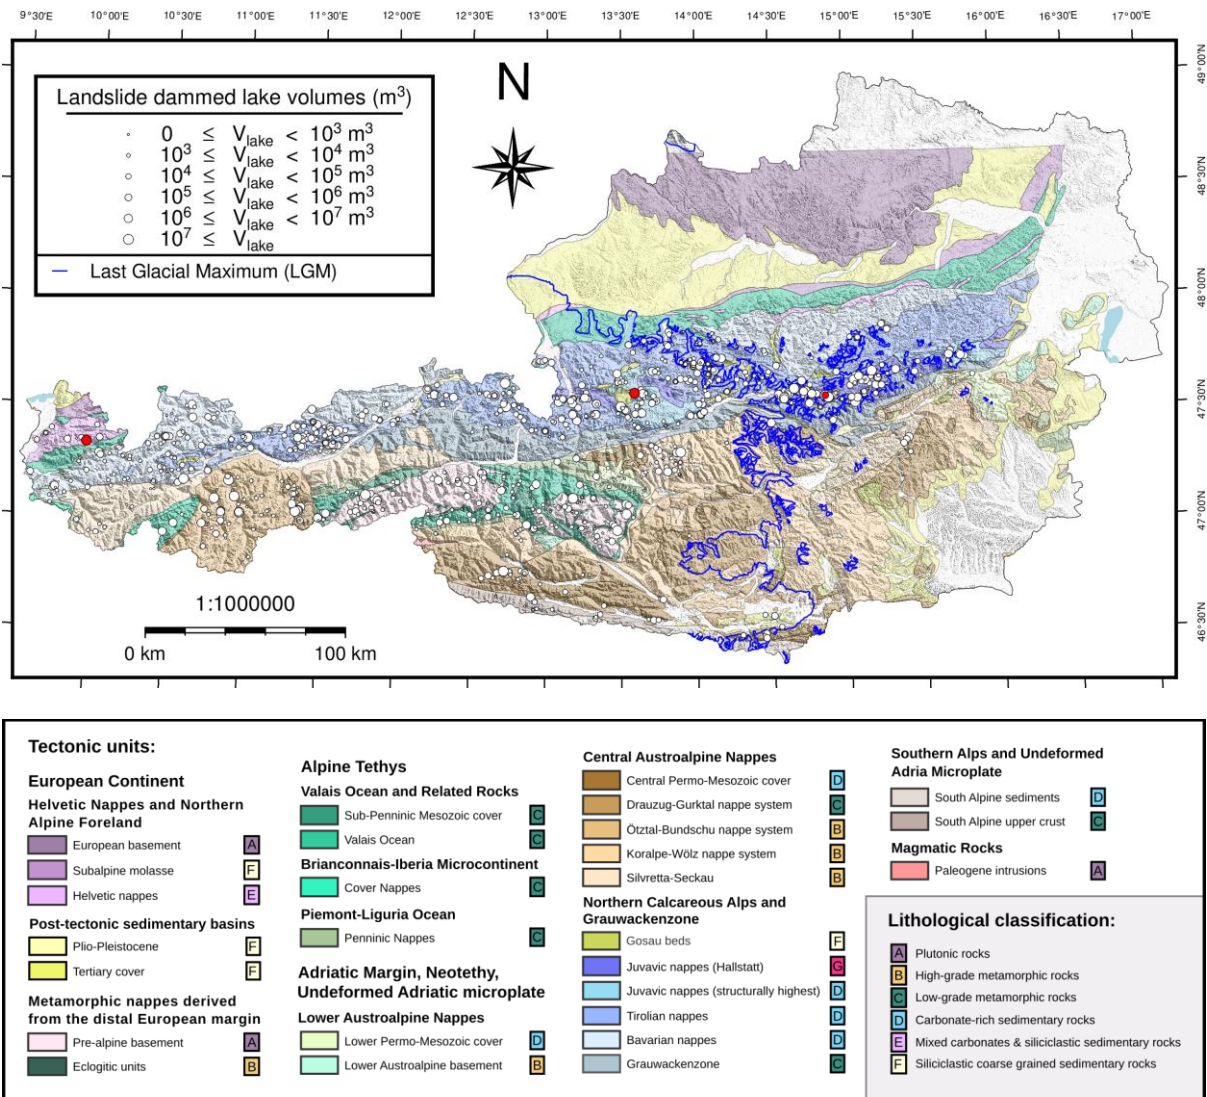 9°30'0"E 10°00'E 10°30'E 11°00'E 11°30'E 12°00'E 12°30'E 13°00'E 13°30'E 14°00'E 14°30'E 15°00'E 15°30'E 16°00'E 16°30'E 17°00'E
Landslide dammed lake volumes (m³)
0 ≤ Vlake < 10³ m³
10³ ≤ Vlake < 10⁴ m³
10⁴ ≤ Vlake < 10⁵ m³
10⁵ ≤ Vlake < 10⁶ m³
10⁶ ≤ Vlake < 10⁷ m³
10⁷ ≤ Vlake
Last Glacial Maximum (LGM)
N
49°00'N
48°30'N
48°00'N
47°30'N
47°00'N
46°30'N
1:1000000
0 km 100 km
Tectonic units:
European Continent
Helvetic Nappes and Northern
Alpine Foreland
European basement A
Subalpine molasse F
Helvetic nappes E
Post-tectonic sedimentary basins
Plio-Pleistocene F
Tertiary cover F
Metamorphic nappes derived
from the distal European margin
Pre-alpine basement A
Eclogitic units B
Alpine Tethys
Valais Ocean and Related Rocks
Sub-Penninic Mesozoic cover C
Valais Ocean C
Brianconnais-Iberia Microcontinent
Cover Nappes C
Piemont-Liguria Ocean
Penninic Nappes C
Adriatic Margin, Neotethy,
Undeformed Adriatic microplate
Lower Austroalpine Nappes
Lower Permo-Mesozoic cover D
Lower Austroalpine basement B
Central Austroalpine Nappes
Central Permo-Mesozoic cover D
Drauzug-Gurktal nappe system C
Ötztal-Bundschu nappe system B
Koralpe-Wölz nappe system B
Silvretta-Seckau B
Northern Calcareous Alps and
Grauwackenzone
Gosau beds F
Juvavic nappes (Hallstatt) G
Juvavic nappes (structurally highest) D
Tirolian nappes D
Bavarian nappes D
Grauwackenzone C
Southern Alps and Undeformed
Adria Microplate
South Alpine sediments D
South Alpine upper crust C
Magmatic Rocks
Paleogene intrusions A
Lithological classification:
A Plutonic rocks
B High-grade metamorphic rocks
C Low-grade metamorphic rocks
D Carbonate-rich sedimentary rocks
E Mixed carbonates & siliciclastic sedimentary rocks
F Siliciclastic coarse grained sedimentary rocks